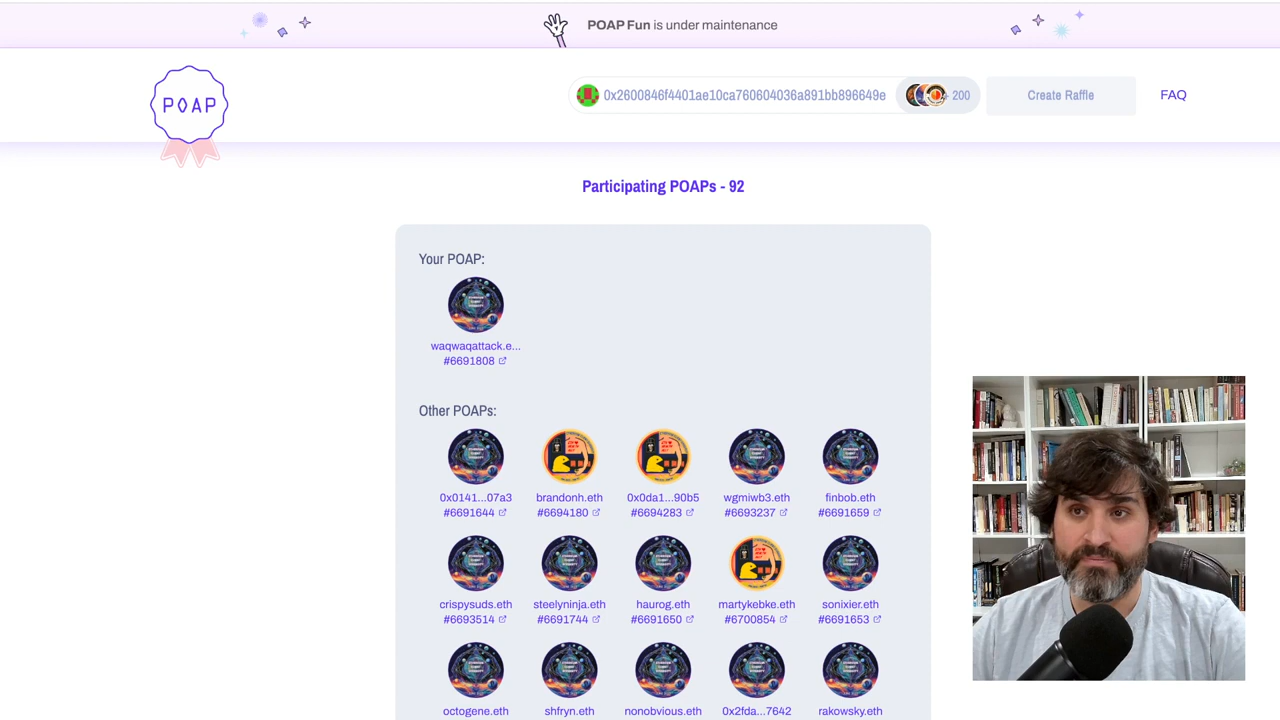 POAP Fun is under maintenance
POAP
0x2600846f4401ae10ca760604036a891bb896649e
+ 200
Create Raffle
FAQ
Participating POAPs - 92
Your POAP:
waqwaqattack.e...
#6691808
Other POAPs:
0x0141...07a3 brandonh.eth 0x0da1...90b5 wgmiwb3.eth finbob.eth
#6691644 #6694180 #6694283 #6693237 #6691659
crispysuds.eth steelyninja.eth haurog.eth martykebke.eth sonixier.eth
#6693514 #6691744 #6691650 #6700854 #6691653
octogene.eth shfryn.eth nonobvious.eth 0x2fda...7642 rakowsky.eth